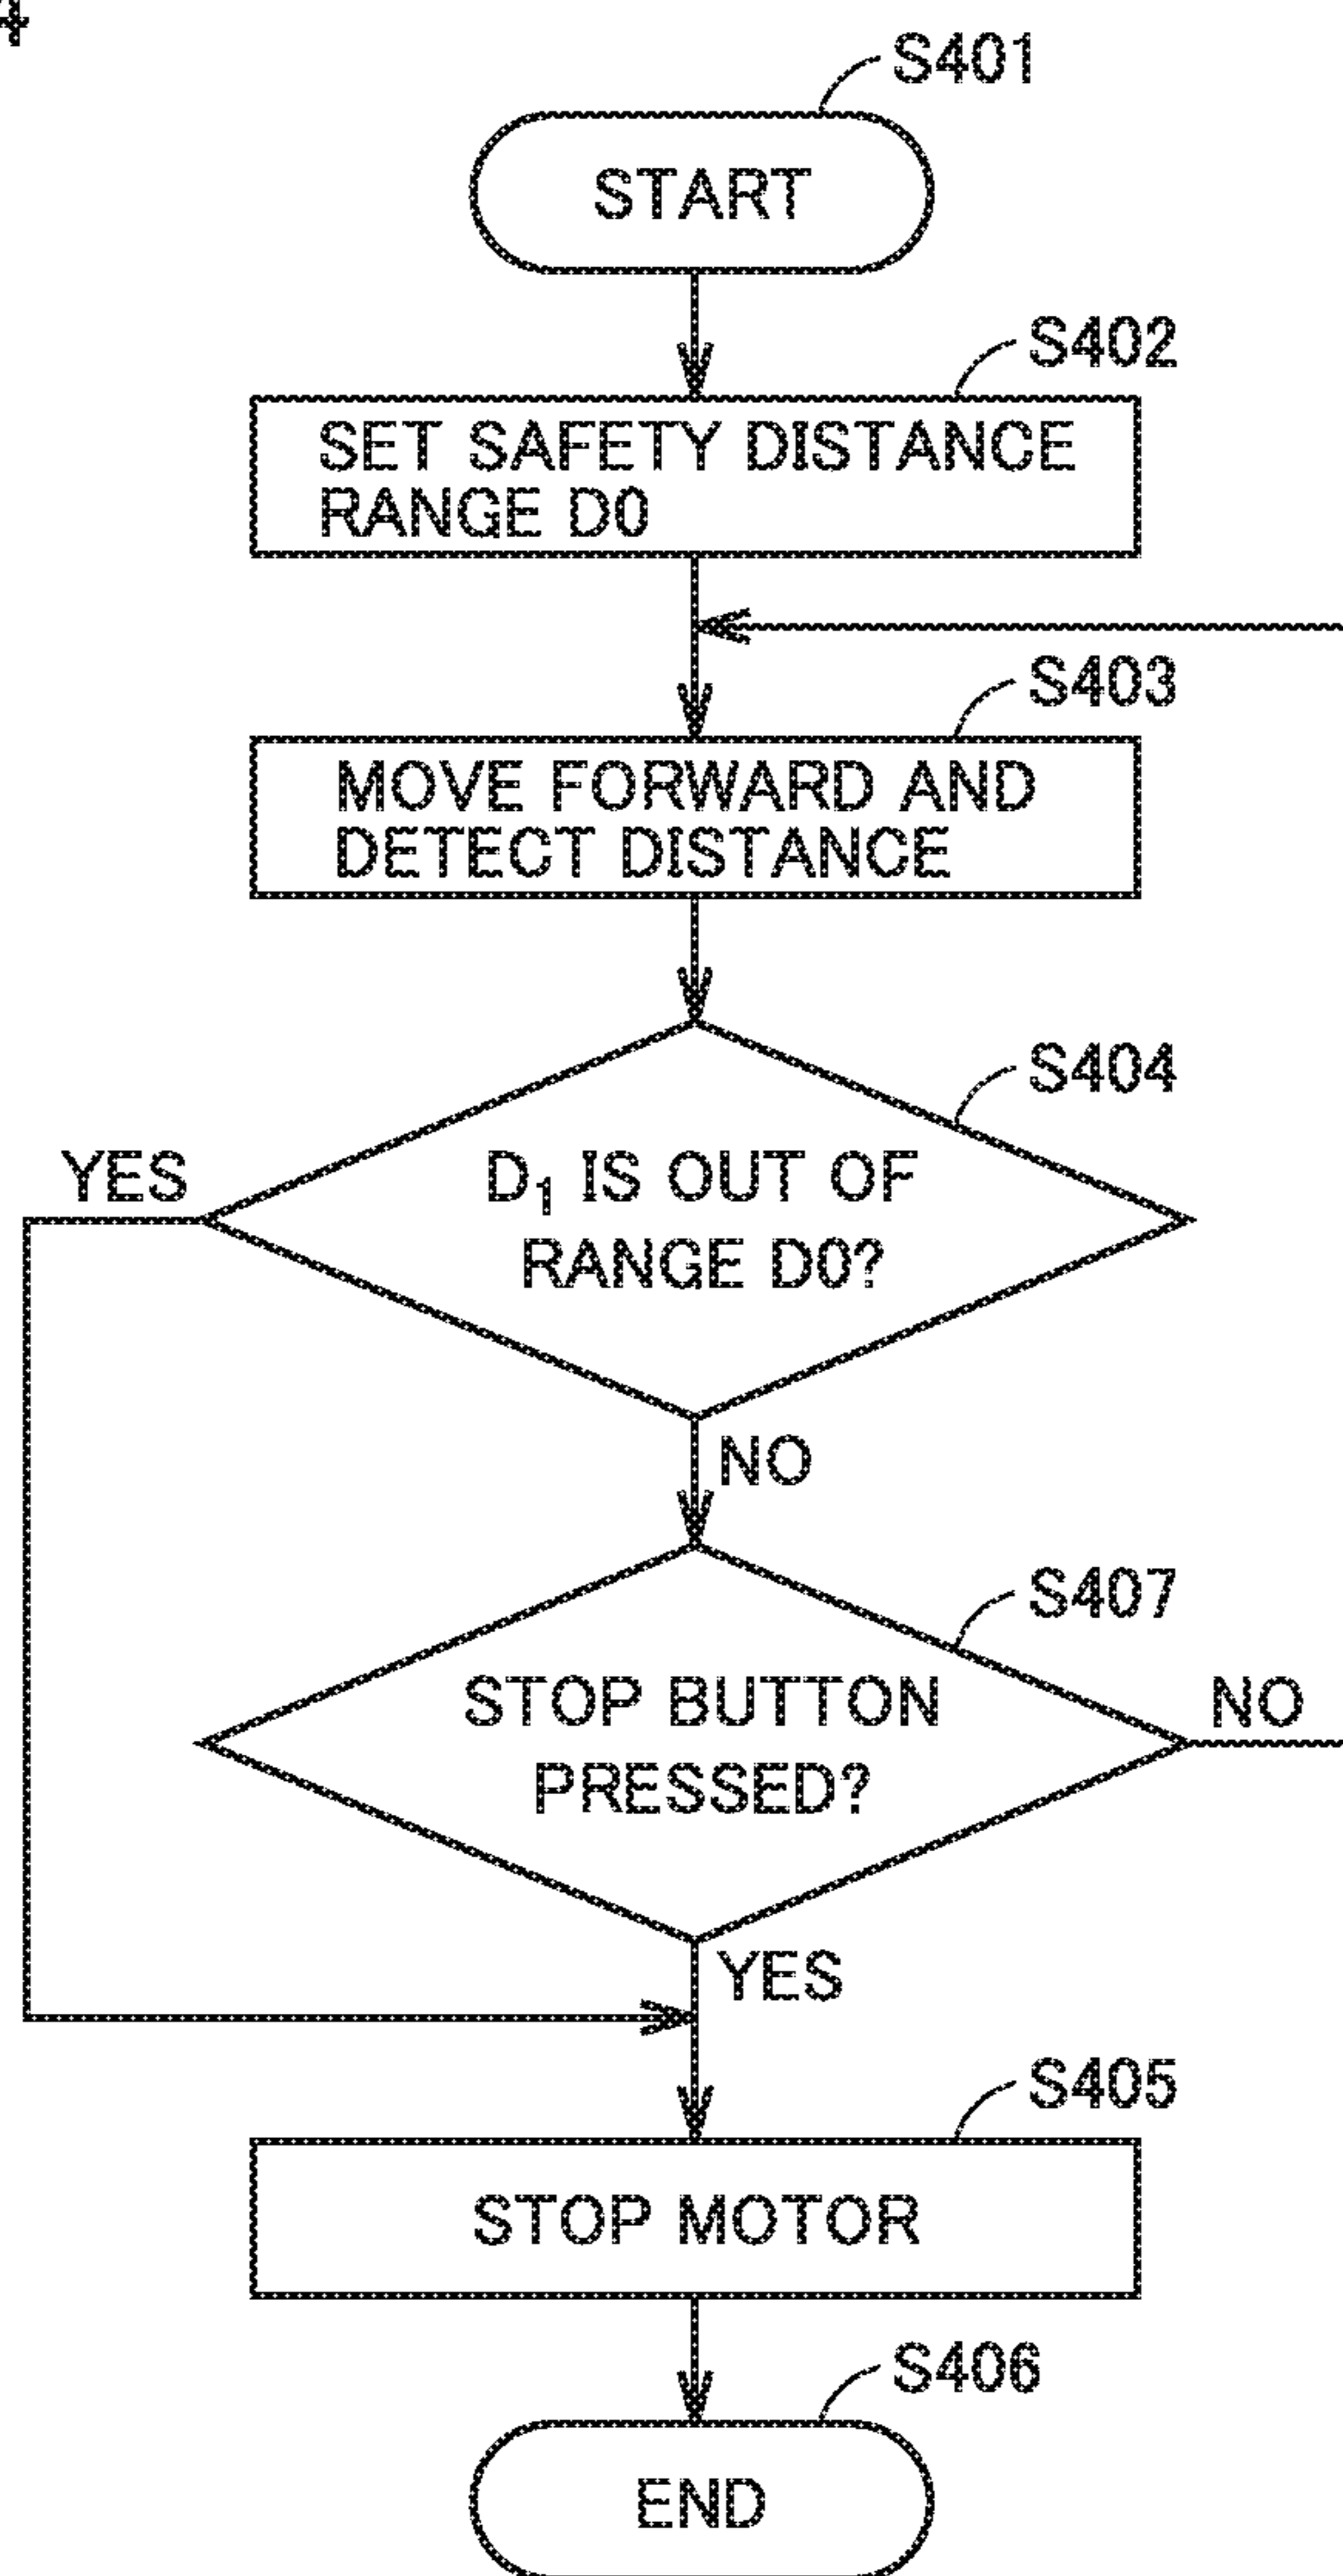 4
S401
START
S402
SET SAFETY DISTANCE
RANGE D0
S403
MOVE FORWARD AND
DETECT DISTANCE
S404
YES
D₁ IS OUT OF
RANGE D0?
NO
S407
STOP BUTTON
PRESSED?
NO
YES
S405
STOP MOTOR
S406
END